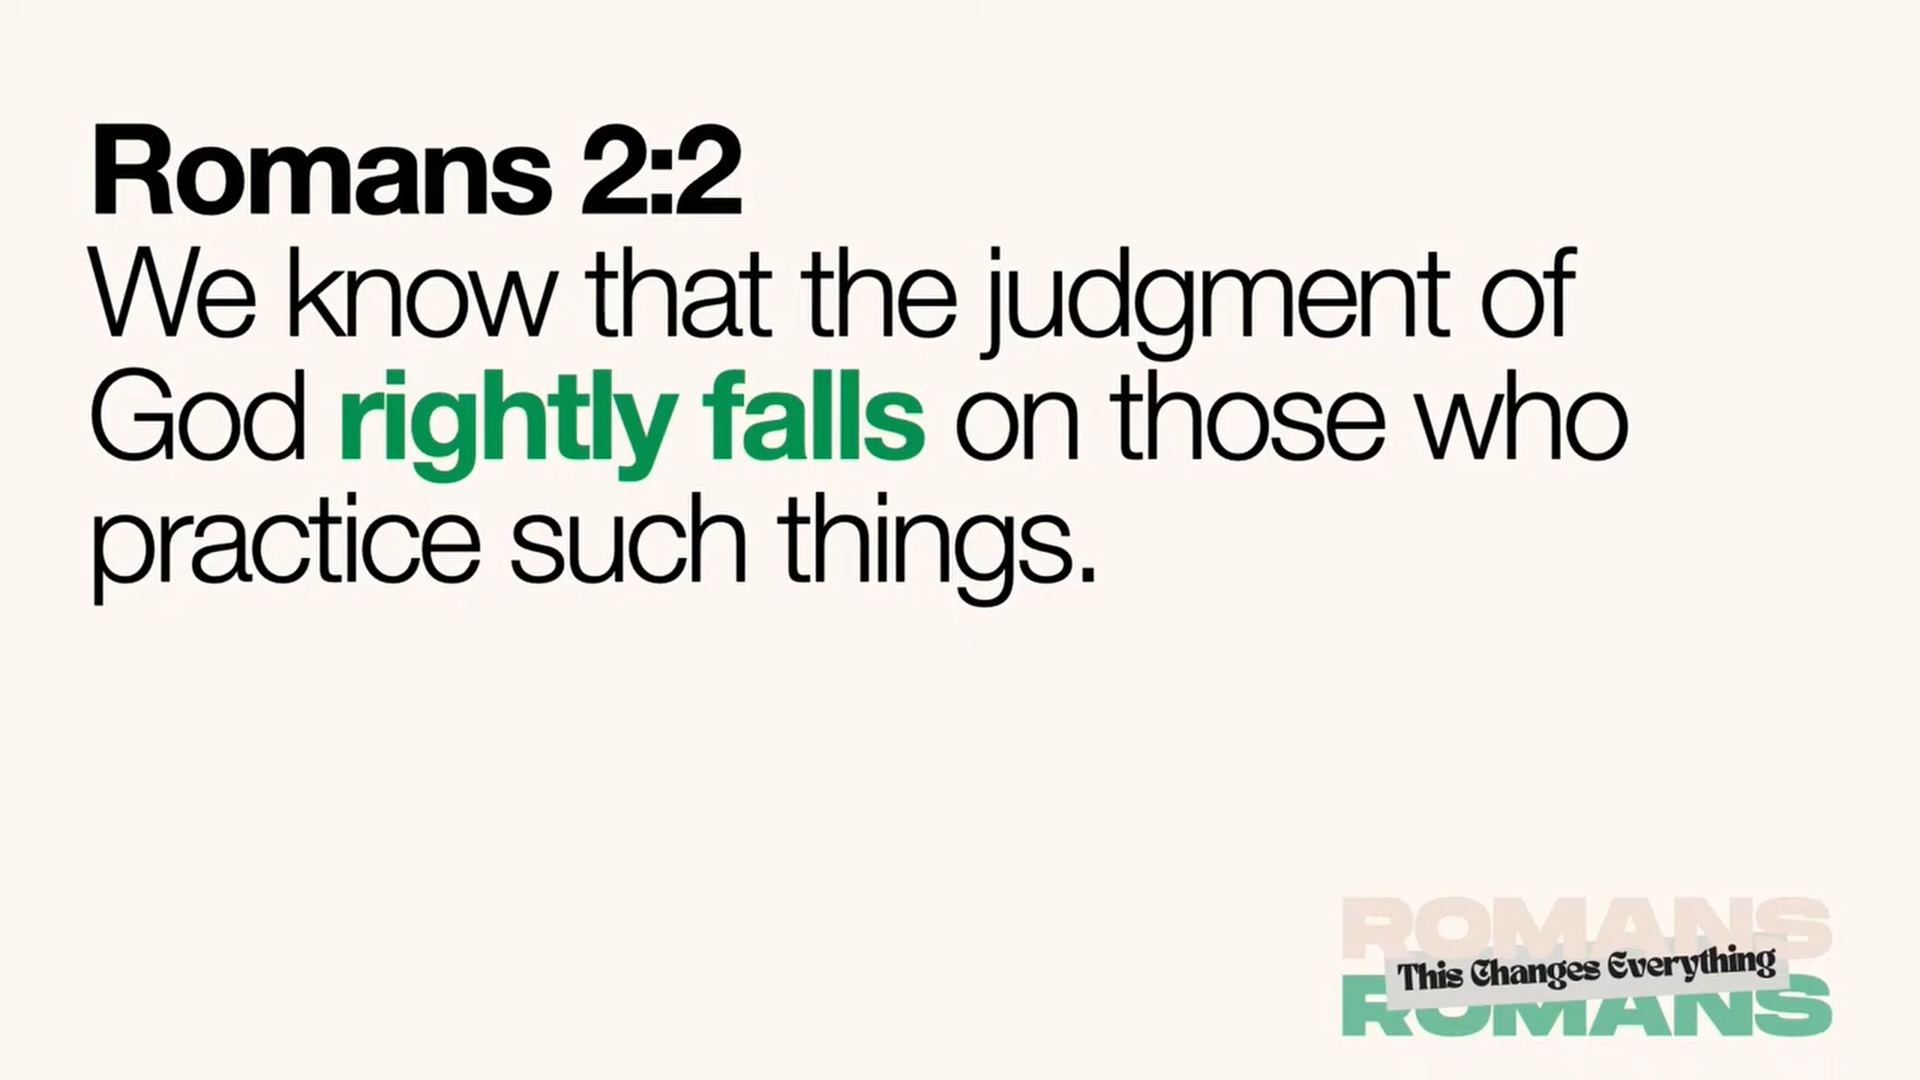 Romans 2:2
We know that the judgment of
God rightly falls on those who
practice such things.
ROMANS
This Changes Everything
ROMANS